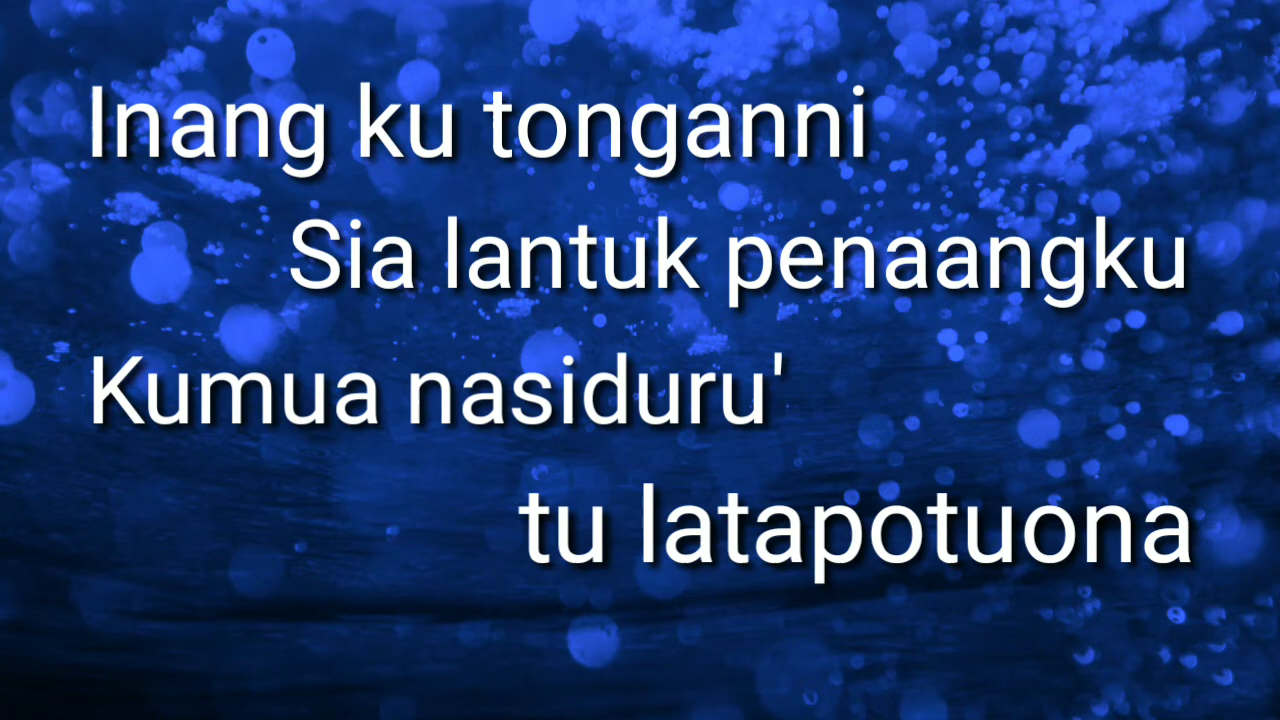 Inang ku tonganni
Sia lantuk penaangku
Kumua nasiduru'
tu latapotuona